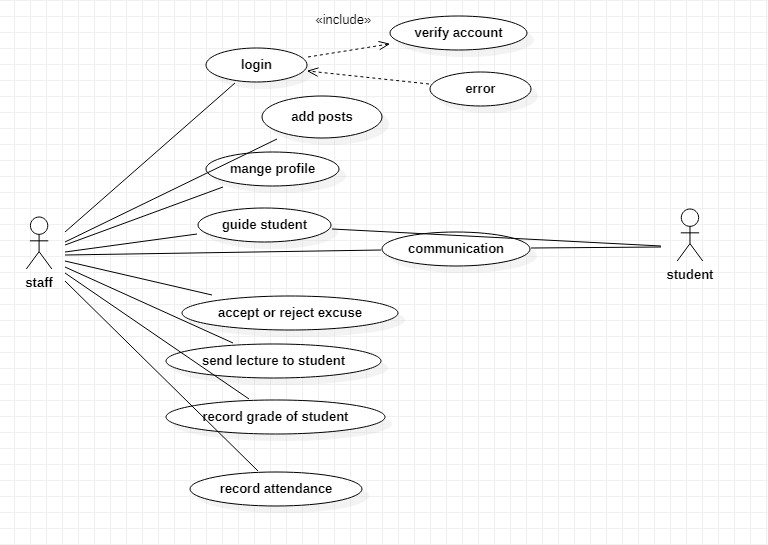 «include»
verify account
login
error
add posts
mange profile
guide student
communication
staff
student
accept or reject excuse
send lecture to student
record grade of student
record attendance